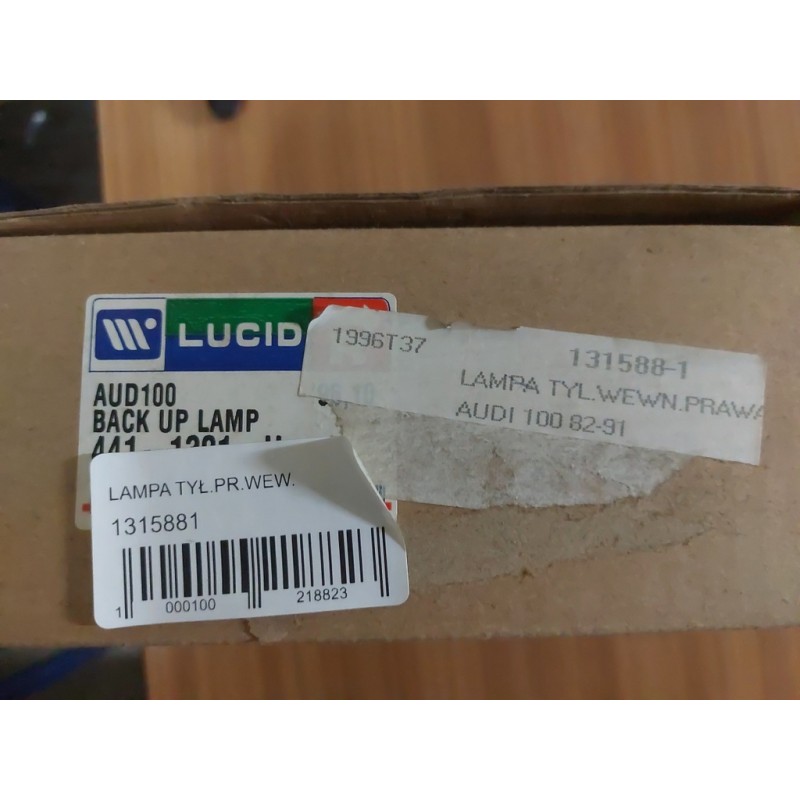 LUCID
AUD100
BACK UP LAMP
1996T37
131588-1
LAMPA TYL.WEWN.PRAWA
AUDI 100 82-91
LAMPA TYŁ.PR.WEW.
1315881
1 000100 218823